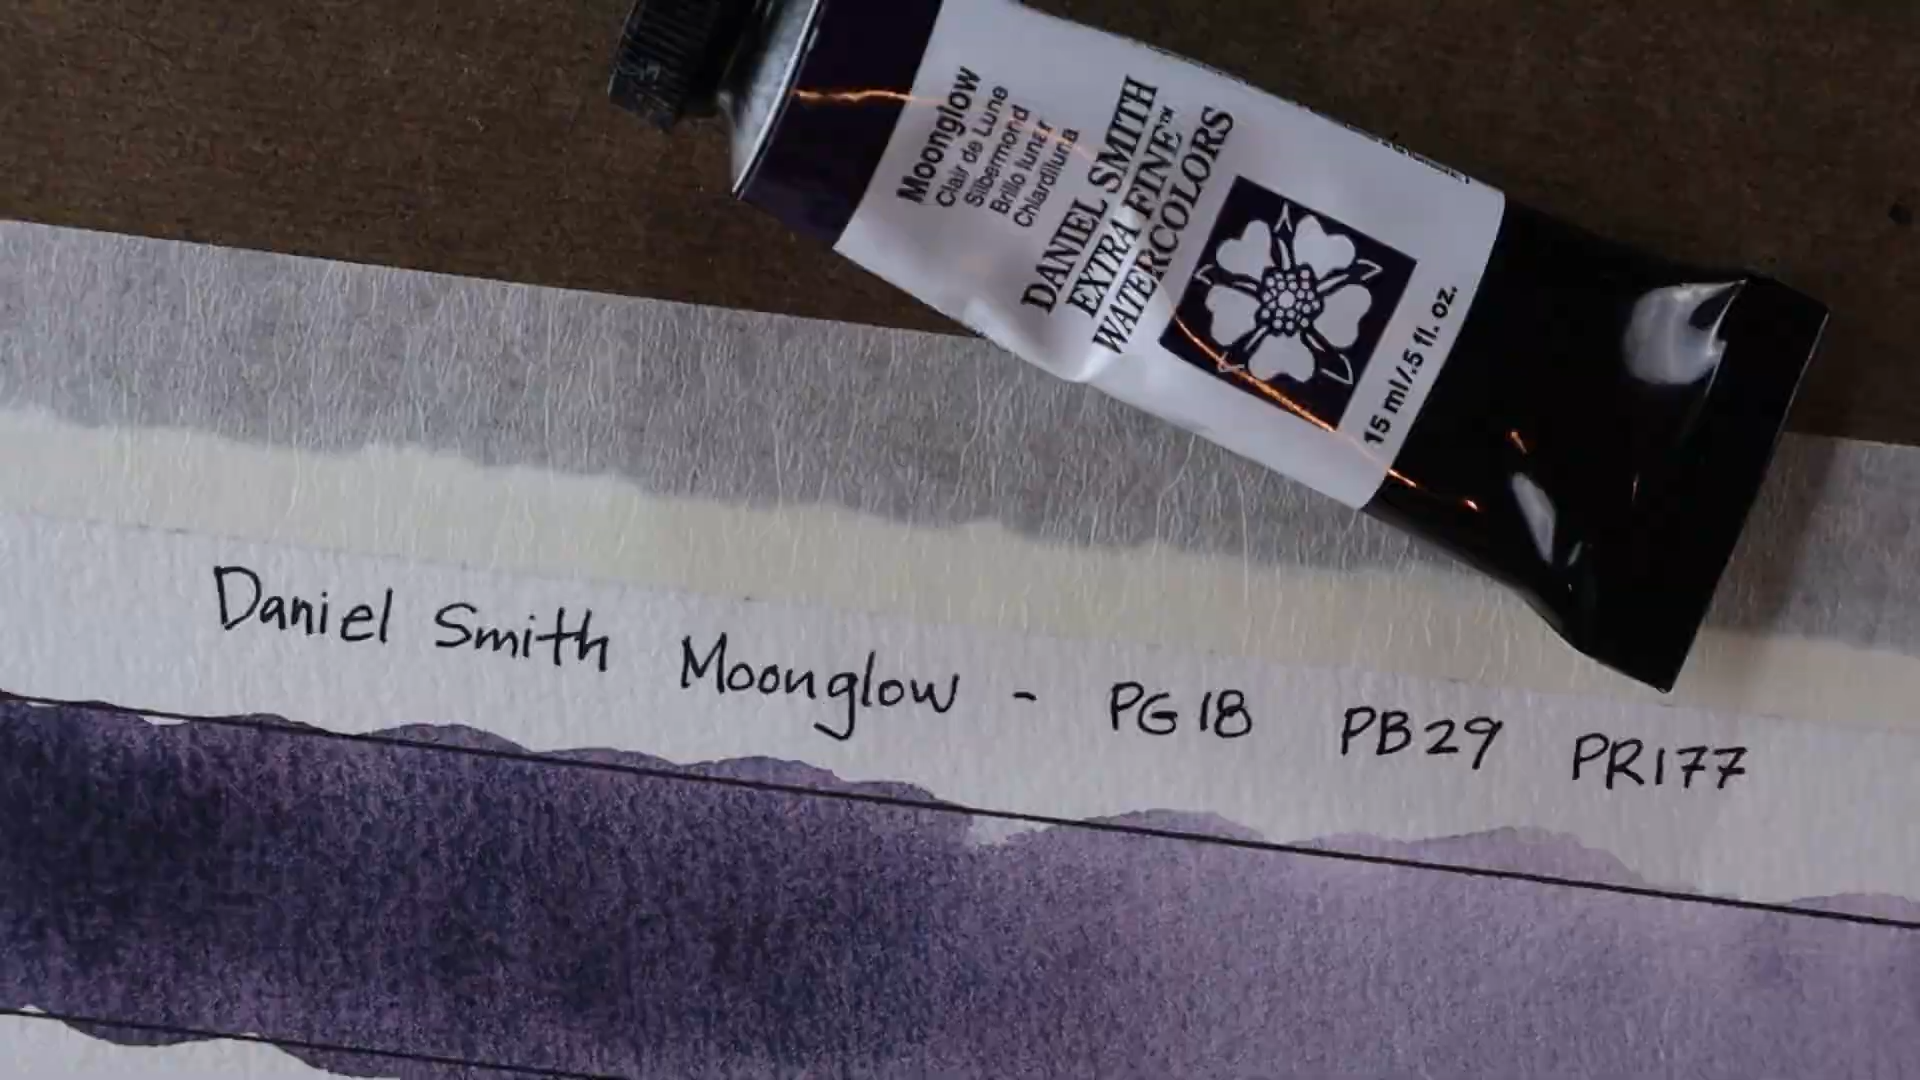 Moonglow
Clair de Lune
Silbermond
Brillo lunar
Chiardiluna
DANIEL SMITH
EXTRA FINE™
WATERCOLORS
15 ml/.5 fl. oz.
Daniel Smith Moonglow - PG18 PB29 PR177